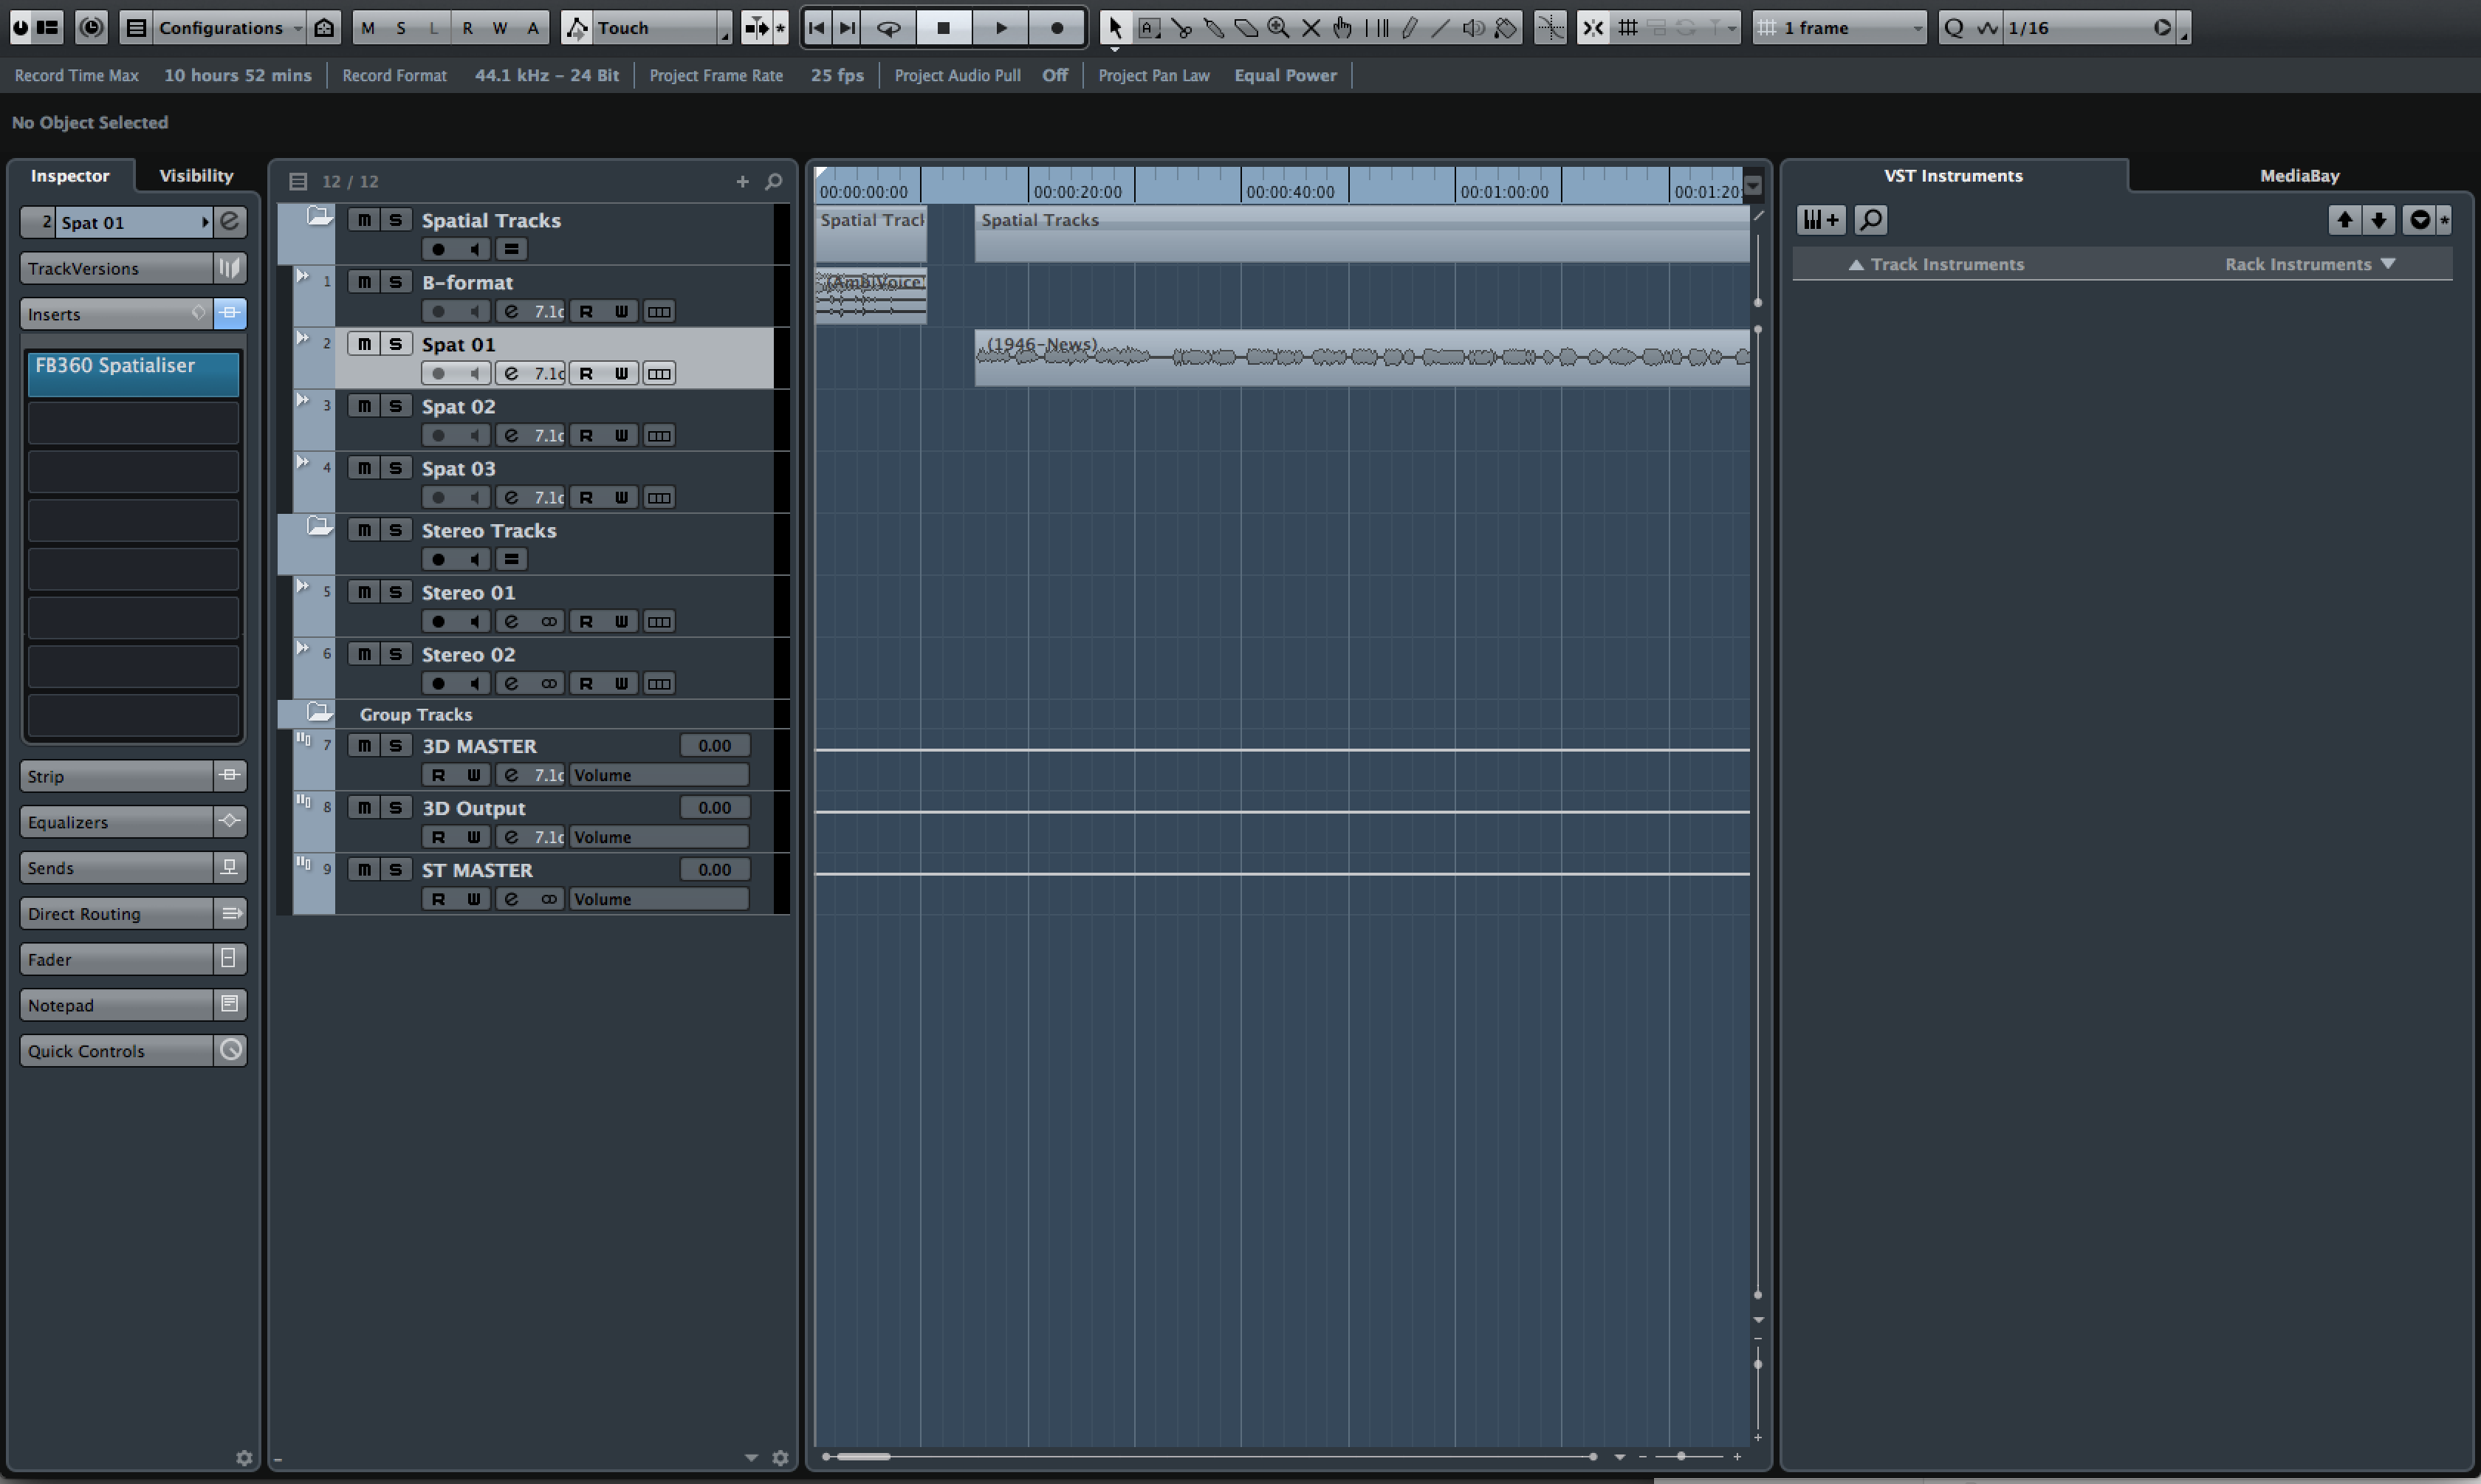 Configurations M S L R W A Touch 1 frame Q 1/16
Record Time Max 10 hours 52 mins Record Format 44.1 kHz - 24 Bit Project Frame Rate 25 fps Project Audio Pull Off Project Pan Law Equal Power
No Object Selected
Inspector Visibility
2 Spat 01 e
TrackVersions
Inserts
FB360 Spatialiser
Strip
Equalizers
Sends
Direct Routing
Fader
Notepad
Quick Controls
12 / 12
m S Spatial Tracks
1 m S B-format
e 7.1c R W
2 m S Spat 01
e 7.1c R W
3 m S Spat 02
e 7.1c R W
4 m S Spat 03
e 7.1c R W
m S Stereo Tracks
5 m S Stereo 01
e R W
6 m S Stereo 02
e R W
Group Tracks
7 m S 3D MASTER 0.00
R W e 7.1c Volume
8 m S 3D Output 0.00
R W e 7.1c Volume
9 m S ST MASTER 0.00
R W e Volume
00:00:00:00 00:00:20:00 00:00:40:00 00:01:00:00 00:01:20:
Spatial Track Spatial Tracks
(AmBiVoice)
(1946-News)
VST Instruments MediaBay
Track Instruments Rack Instruments